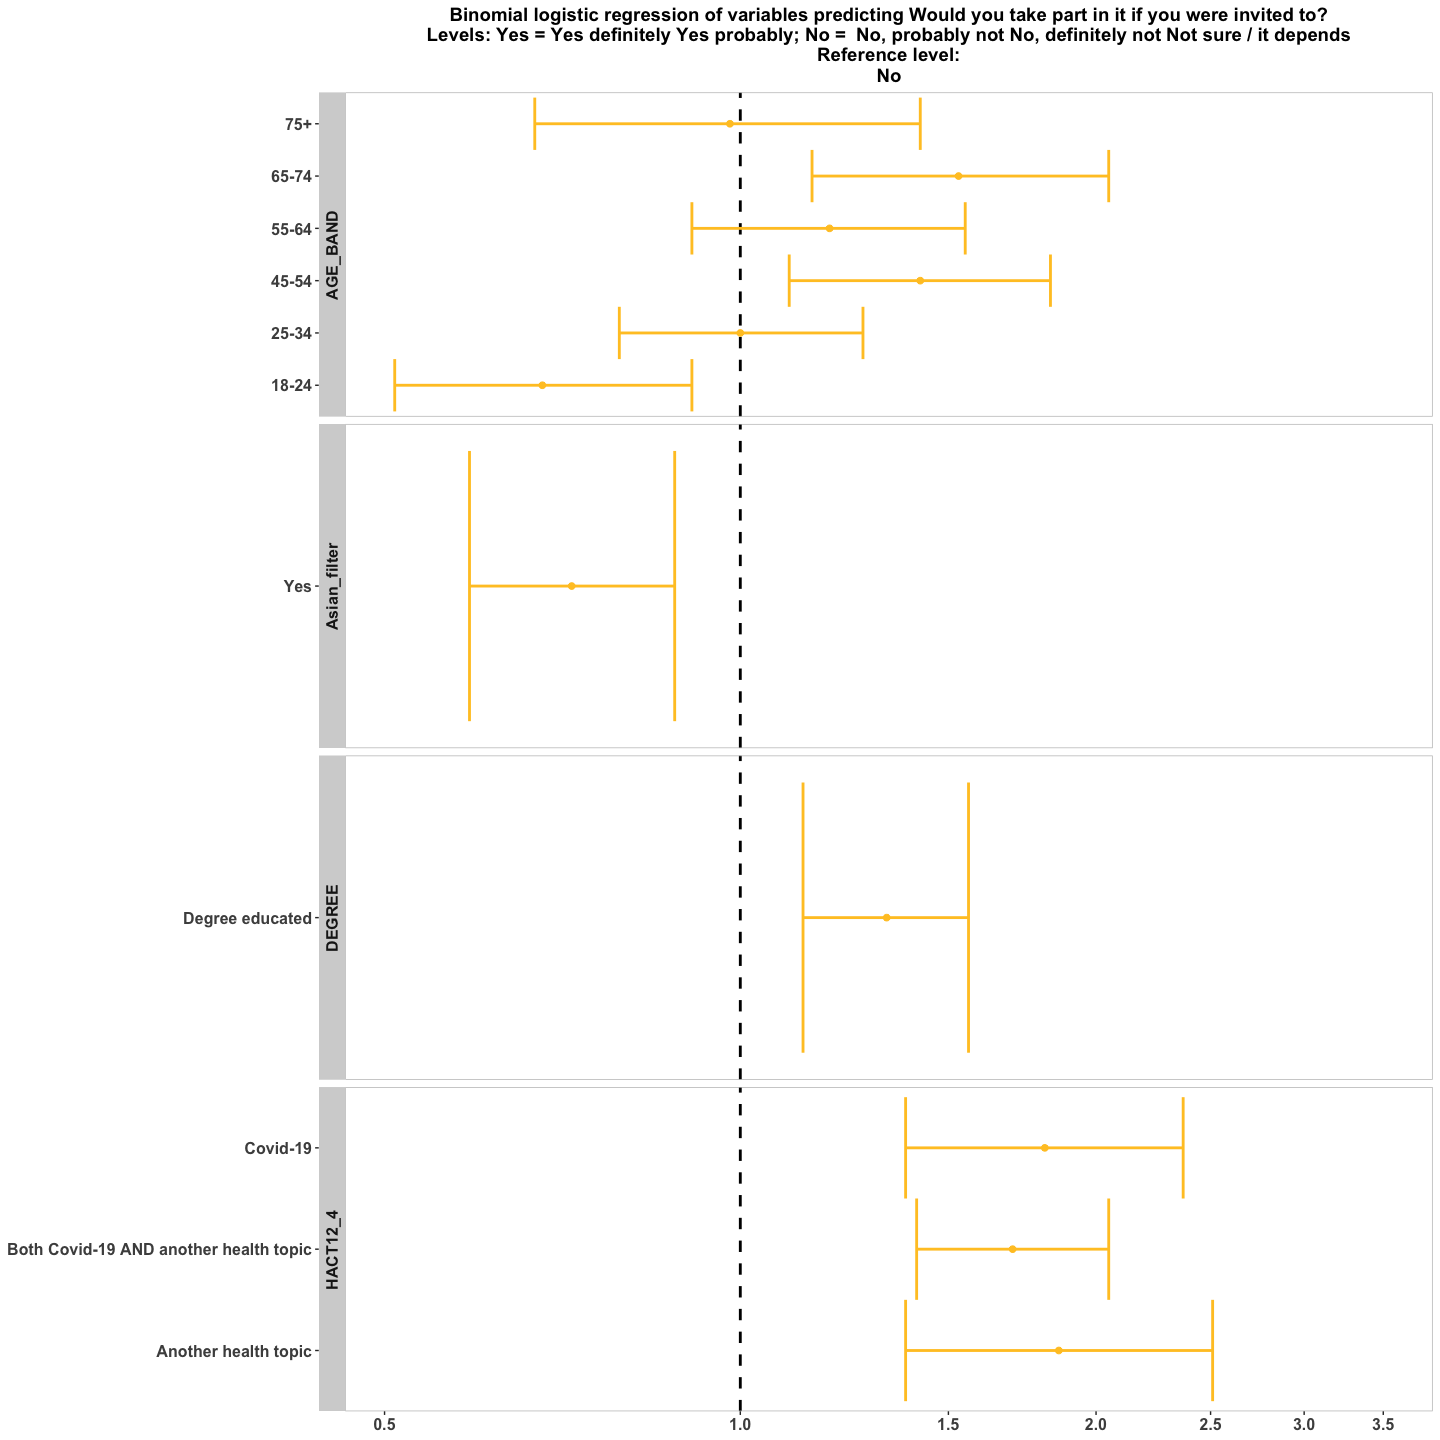 Binomial logistic regression of variables predicting Would you take part in it if you were invited to?
Levels: Yes = Yes definitely Yes probably; No =  No, probably not No, definitely not Not sure / it depends
Reference level:
No
AGE_BAND
75+
65-74
55-64
45-54
25-34
18-24
Asian_filter
Yes
DEGREE
Degree educated
HACT12_4
Covid-19
Both Covid-19 AND another health topic
Another health topic
0.5 1.0 1.5 2.0 2.5 3.0 3.5